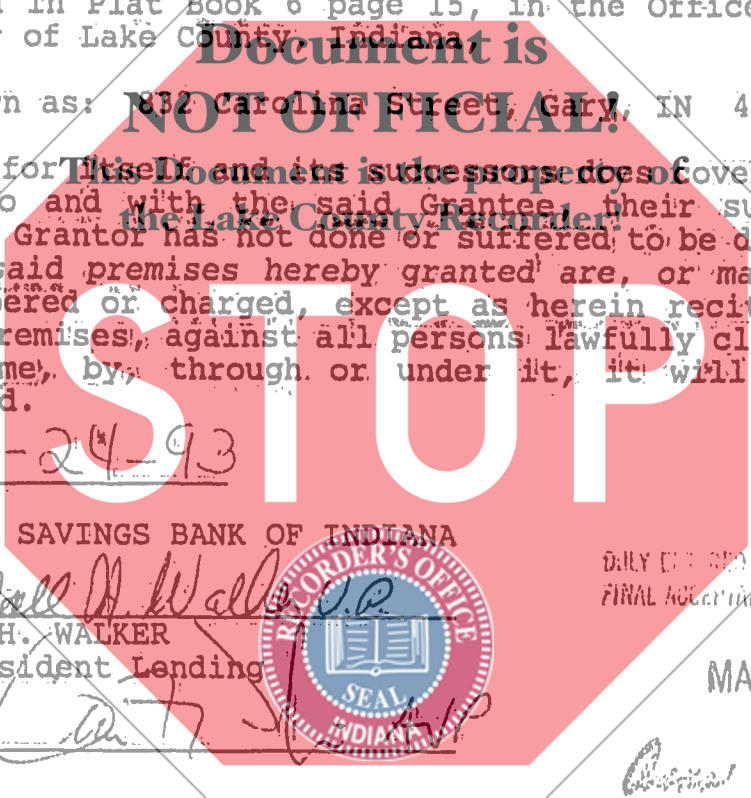 in Plat Book 6 page 15, in the Office
of Lake County, Indiana,
Document is
n as: 832 Carolina Street, Gary, IN 4
NOT OFFICIAL!
for itself and its successors does cove
This Document is the property of
o and with the said Grantee, their su
the Lake County Recorder!
Grantor has not done or suffered to be d
said premises hereby granted are, or ma
bered or charged, except as herein reci
remises, against all persons lawfully cl
me, by, through or under it, it will
d.
STOP
-24-93
SAVINGS BANK OF INDIANA
H. WALKER
sident Lending
RECORDER'S OFFICE
SEAL
INDIANA
FINAL
MA